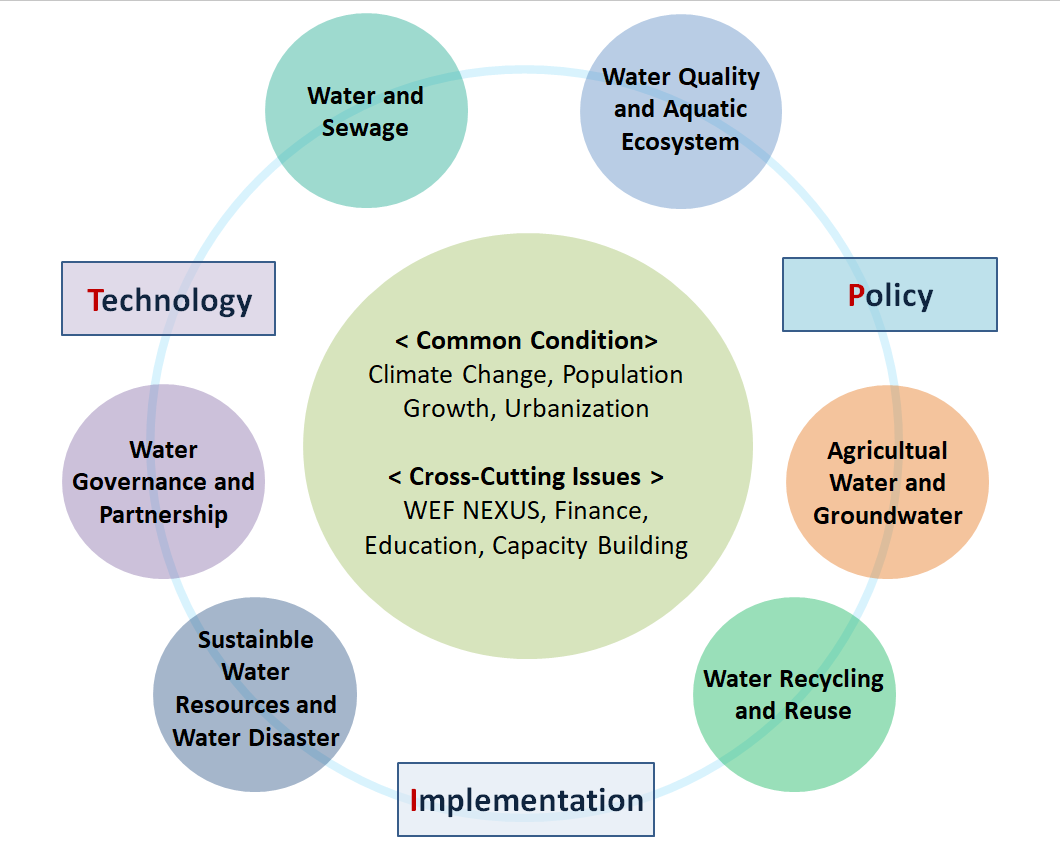 Water and
Sewage
Water Quality
and Aquatic
Ecosystem
Technology
Policy
< Common Condition>
Climate Change, Population
Growth, Urbanization
< Cross-Cutting Issues >
WEF NEXUS, Finance,
Education, Capacity Building
Water
Governance and
Partnership
Agricultual
Water and
Groundwater
Sustainble
Water
Resources and
Water Disaster
Water Recycling
and Reuse
Implementation